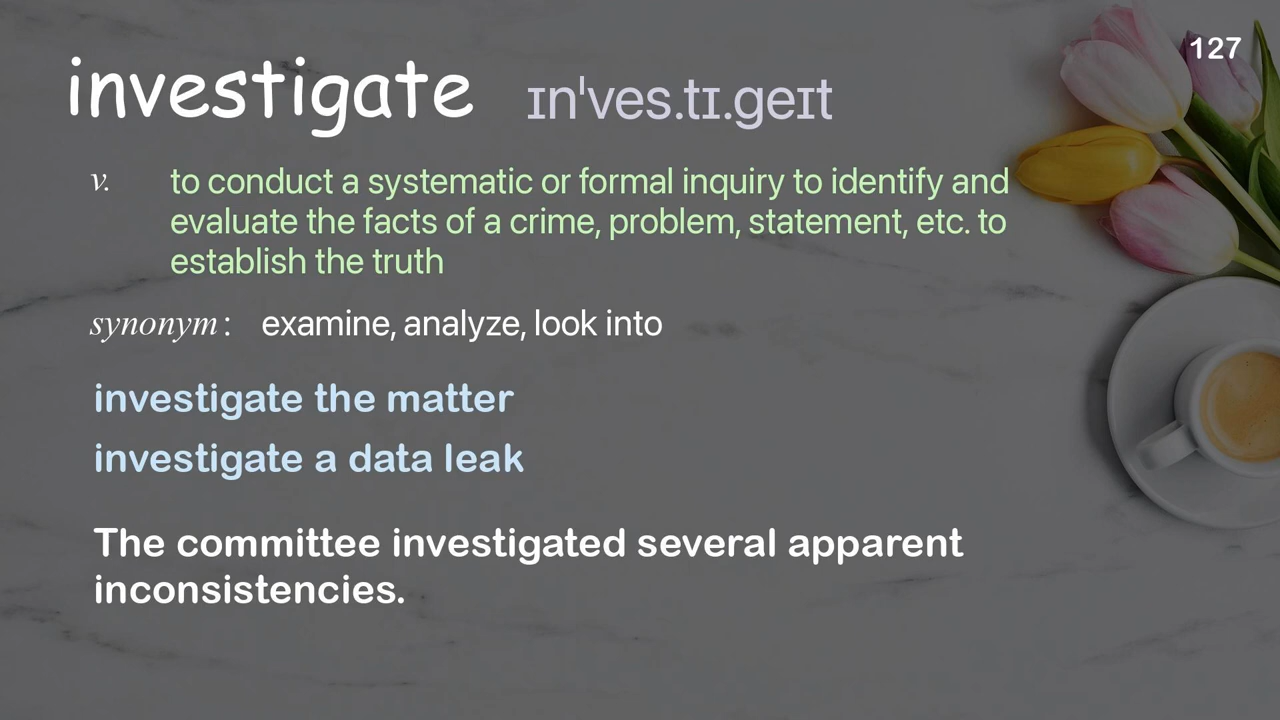 127
investigate ɪnˈves.tɪ.geɪt
v. to conduct a systematic or formal inquiry to identify and
evaluate the facts of a crime, problem, statement, etc. to
establish the truth
synonym: examine, analyze, look into
investigate the matter
investigate a data leak
The committee investigated several apparent
inconsistencies.